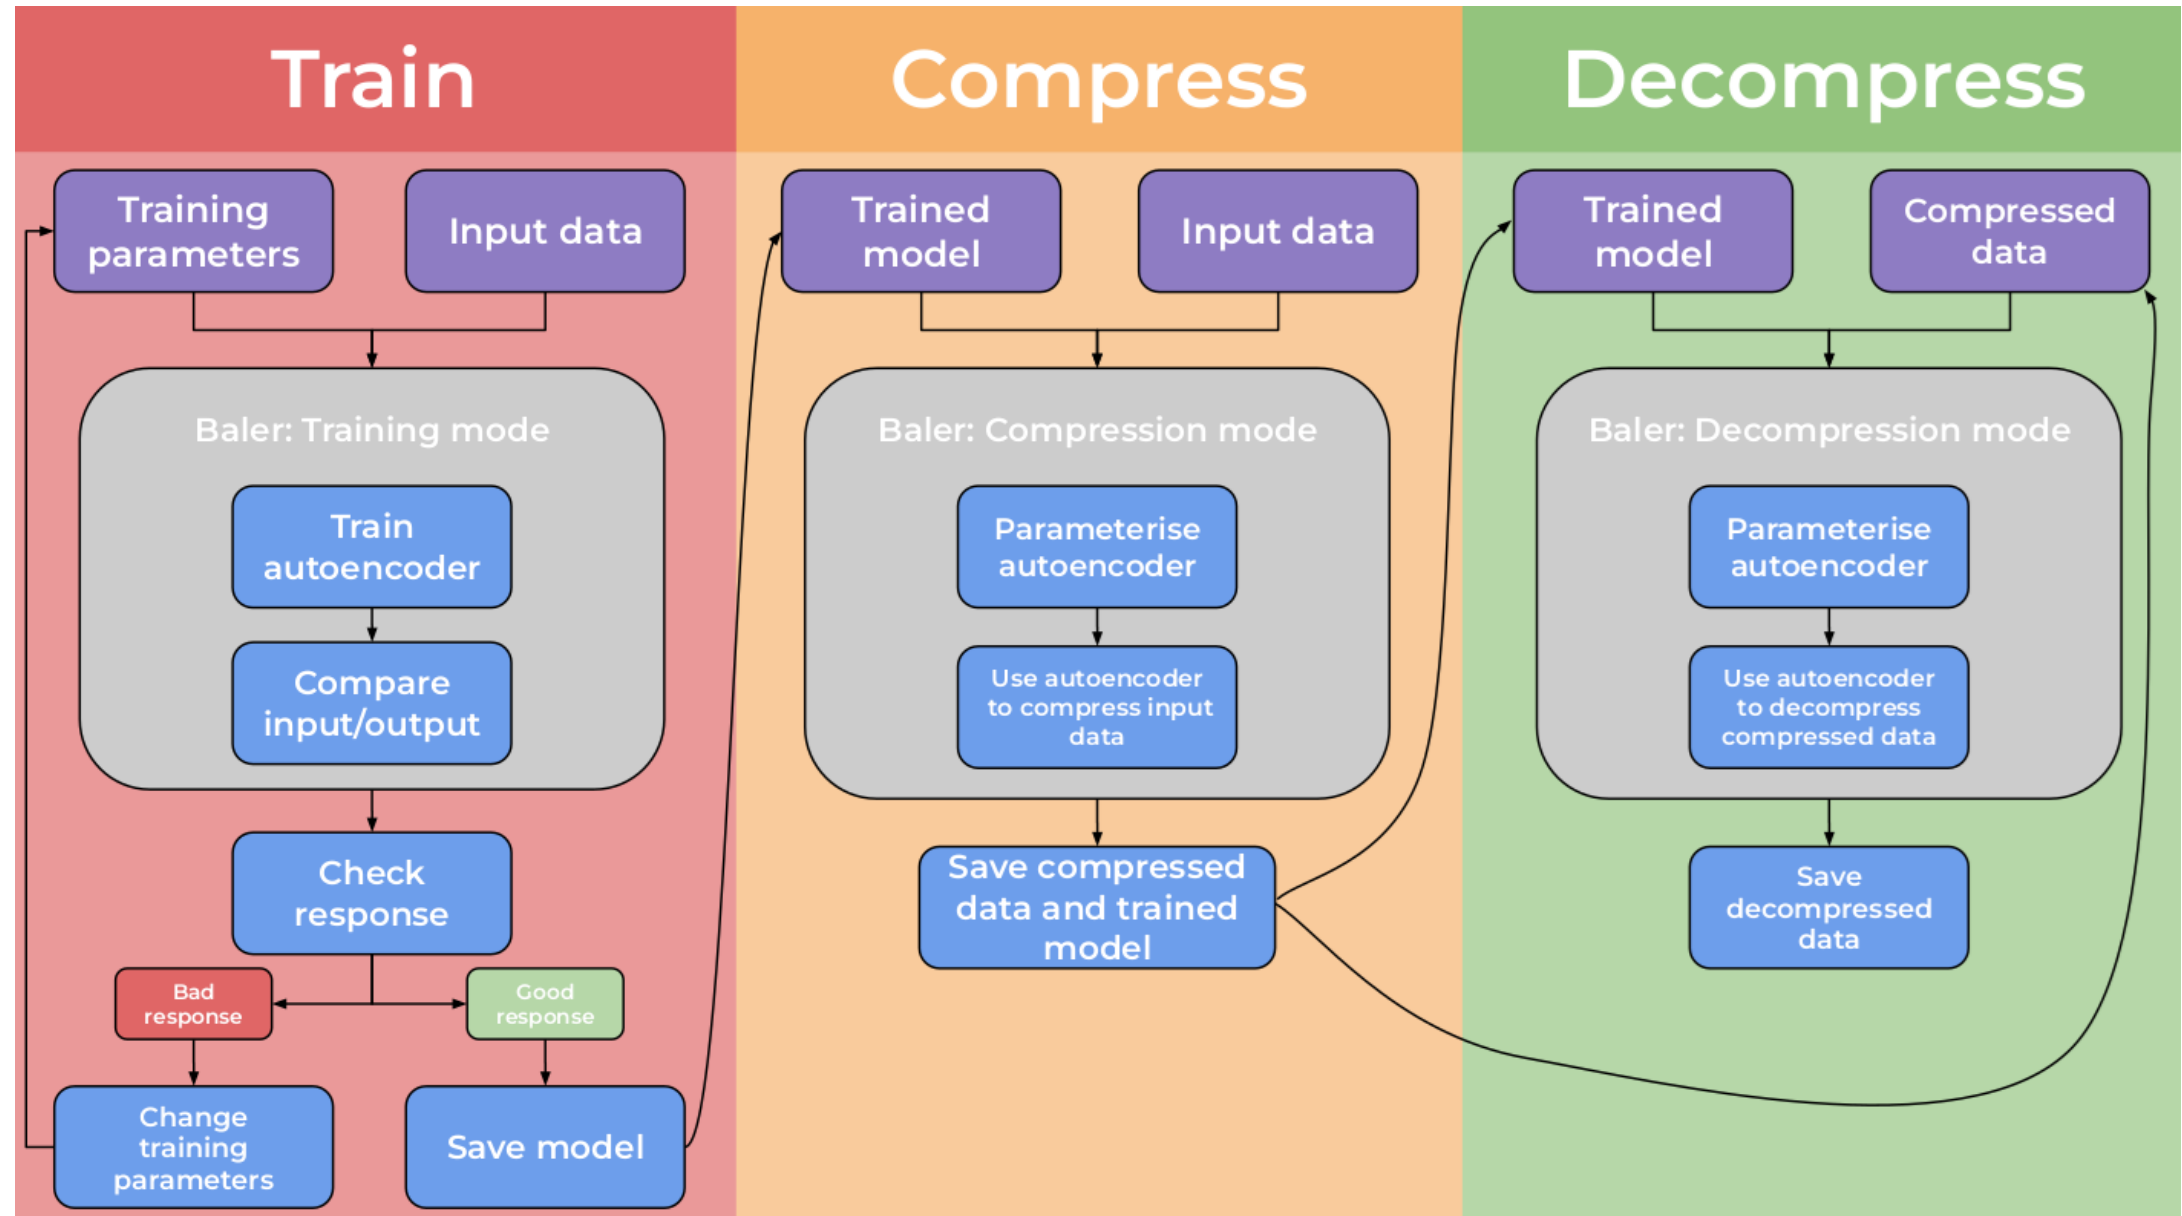 Train
Training
parameters
Input data
Baler: Training mode
Train
autoencoder
Compare
input/output
Check
response
Bad
response
Good
response
Change
training
parameters
Save model
Compress
Trained
model
Input data
Baler: Compression mode
Parameterise
autoencoder
Use autoencoder
to compress input
data
Save compressed
data and trained
model
Decompress
Trained
model
Compressed
data
Baler: Decompression mode
Parameterise
autoencoder
Use autoencoder
to decompress
compressed data
Save
decompressed
data